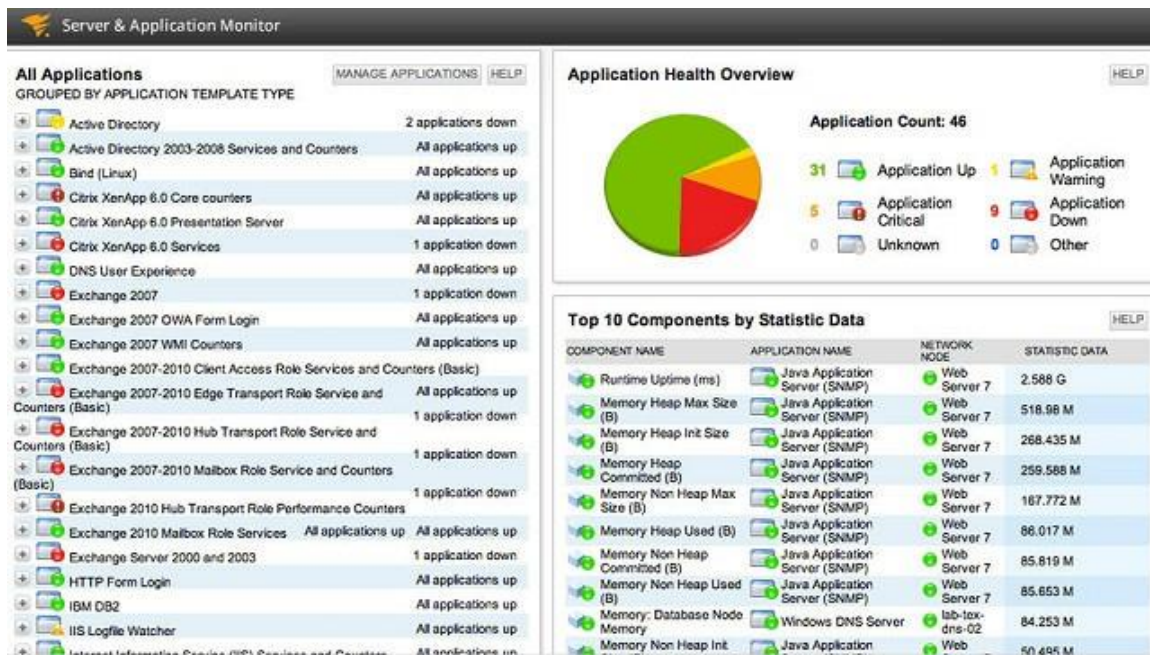 Server & Application Monitor
All Applications
MANAGE APPLICATIONS HELP
GROUPED BY APPLICATION TEMPLATE TYPE
Active Directory 2 applications down
Active Directory 2003-2008 Services and Counters All applications up
Bind (Linux) All applications up
Citrix XenApp 6.0 Core counters All applications up
Citrix XenApp 6.0 Presentation Server All applications up
Citrix XenApp 6.0 Services 1 application down
DNS User Experience All applications up
Exchange 2007 1 application down
Exchange 2007 OWA Form Login All applications up
Exchange 2007 WMI Counters All applications up
Exchange 2007-2010 Client Access Role Services and Counters (Basic)
Exchange 2007-2010 Edge Transport Role Service and All applications up
Counters (Basic)
1 application down
Exchange 2007-2010 Hub Transport Role Service and
Counters (Basic)
1 application down
Exchange 2007-2010 Mailbox Role Service and Counters
(Basic)
1 application down
Exchange 2010 Hub Transport Role Performance Counters
Exchange 2010 Mailbox Role Services All applications up All applications up
Exchange Server 2000 and 2003 1 application down
HTTP Form Login All applications up
IBM DB2 All applications up
IIS Logfile Watcher All applications up
Internet Information Service (IIS) Services and Counters All applications up
Application Health Overview
HELP
Application Count: 46
31 Application Up
1 Application
Warning
5 Application
Critical
9 Application
Down
0 Unknown
0 Other
Top 10 Components by Statistic Data
HELP
COMPONENT NAME APPLICATION NAME NETWORK
NODE STATISTIC DATA
Runtime Uptime (ms) Java Application
Server (SNMP) Web
Server 7 2.588 G
Memory Heap Max Size
(B) Java Application
Server (SNMP) Web
Server 7 518.98 M
Memory Heap Init Size
(B) Java Application
Server (SNMP) Web
Server 7 268.435 M
Memory Heap
Committed (B) Java Application
Server (SNMP) Web
Server 7 259.588 M
Memory Non Heap Max
Size (B) Java Application
Server (SNMP) Web
Server 7 167.772 M
Memory Heap Used (B) Java Application
Server (SNMP) Web
Server 7 86.017 M
Memory Non Heap
Committed (B) Java Application
Server (SNMP) Web
Server 7 85.819 M
Memory Non Heap Used
(B) Java Application
Server (SNMP) Web
Server 7 85.653 M
Memory: Database Node
Memory Windows DNS Server lab-tex-
dns-02 84.253 M
Memory Non Heap Init Java Application
Web
50.495 M